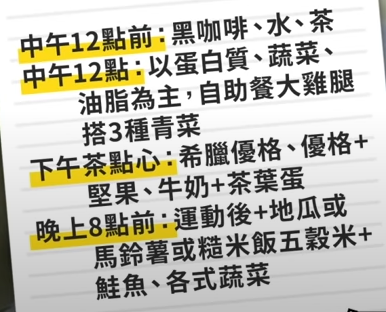 中午12點前：黑咖啡、水、茶
中午12點：以蛋白質、蔬菜、
油脂為主，自助餐大雞腿
搭3種青菜
下午茶點心：希臘優格、優格+
堅果、牛奶+茶葉蛋
晚上8點前：運動後+地瓜或
馬鈴薯或糙米飯五穀米+
鮭魚、各式蔬菜